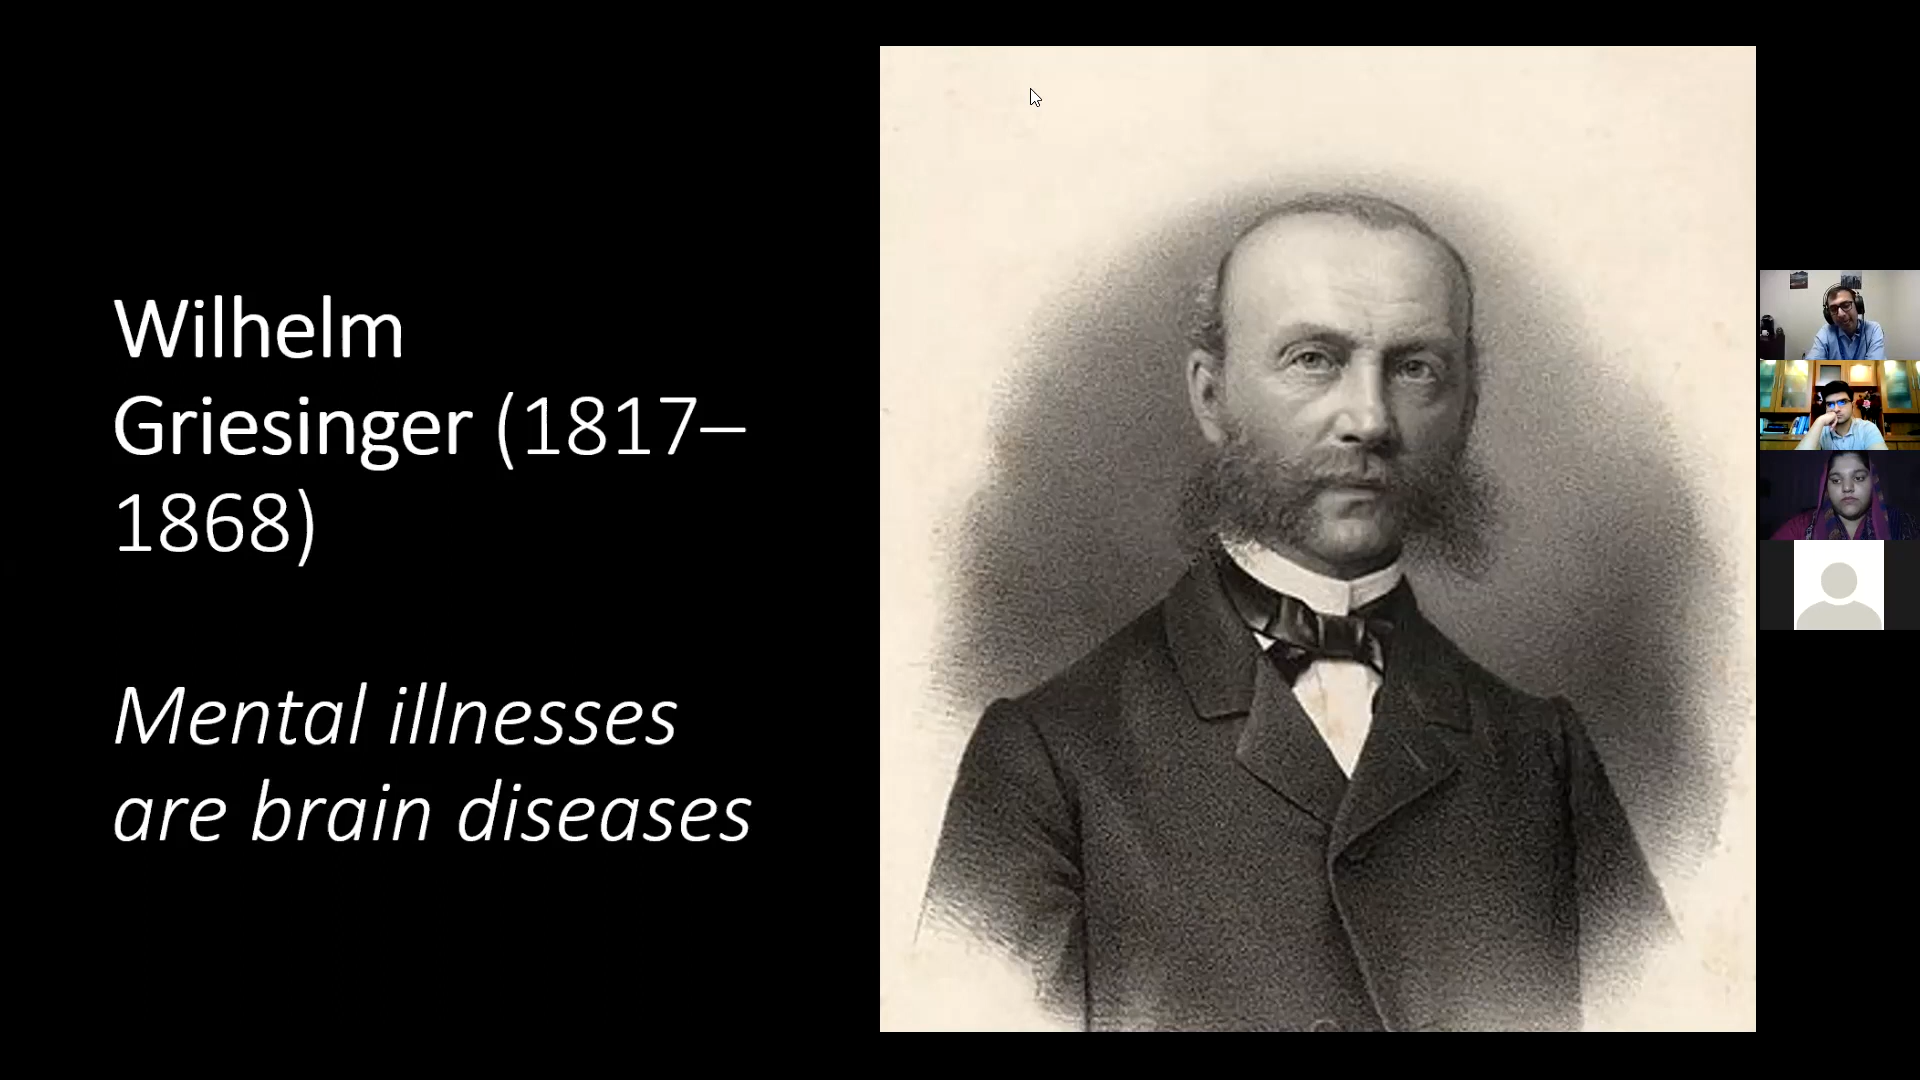 Wilhelm
Griesinger (1817–
1868)
Mental illnesses
are brain diseases